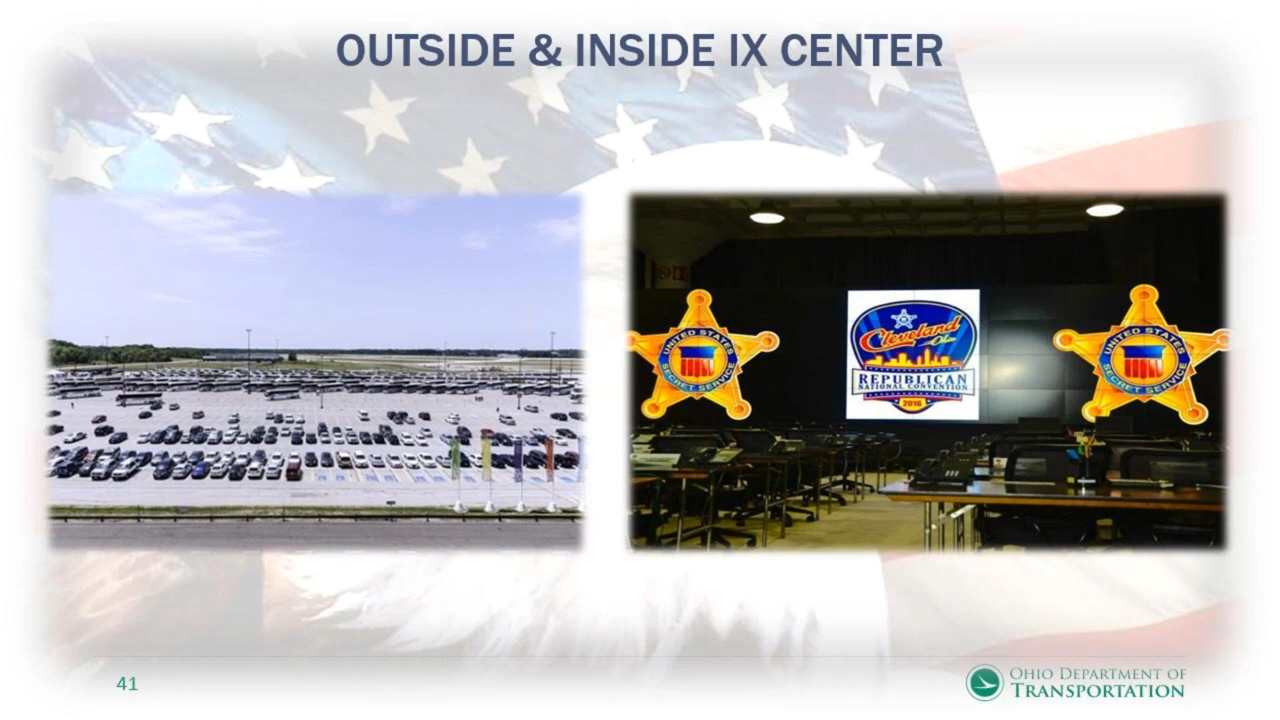 OUTSIDE & INSIDE IX CENTER
UNITED STATES
SECRET SERVICE
Cleveland
Ohio
REPUBLICAN
NATIONAL CONVENTION
2016
UNITED STATES
SECRET SERVICE
41
OHIO DEPARTMENT OF
TRANSPORTATION